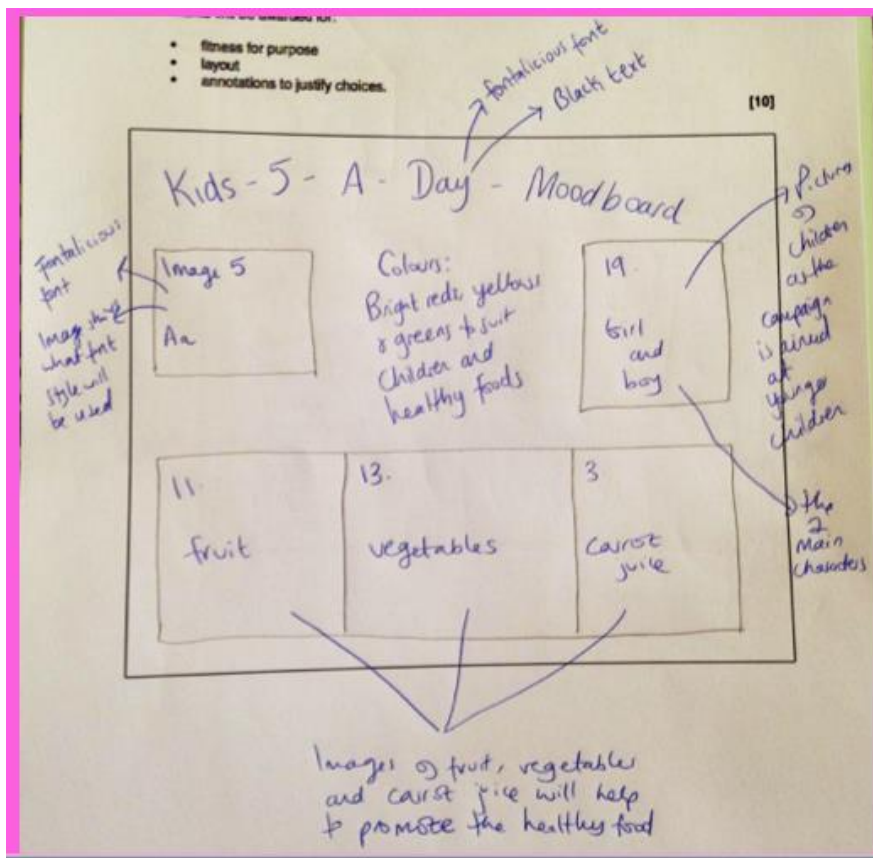 awarded for:
• fitness for purpose
• layout
• annotations to justify choices.
[10]
fontalicious font
Black text
Kids - 5 - A - Day - Moodboard
Fontalicious
font
Image 5
Aa
what font
style will
be used
Colours:
Bright reds, yellows
& greens to suit
Children and
healthy foods
19.
Girl
and
boy
Picture
of
children
as the
campaign
is aimed
at
younger
children
the
2
main
characters
11.
fruit
13.
vegetables
3
Carrot
juice
Images of fruit, vegetables
and carrot juice will help
to promote the healthy food